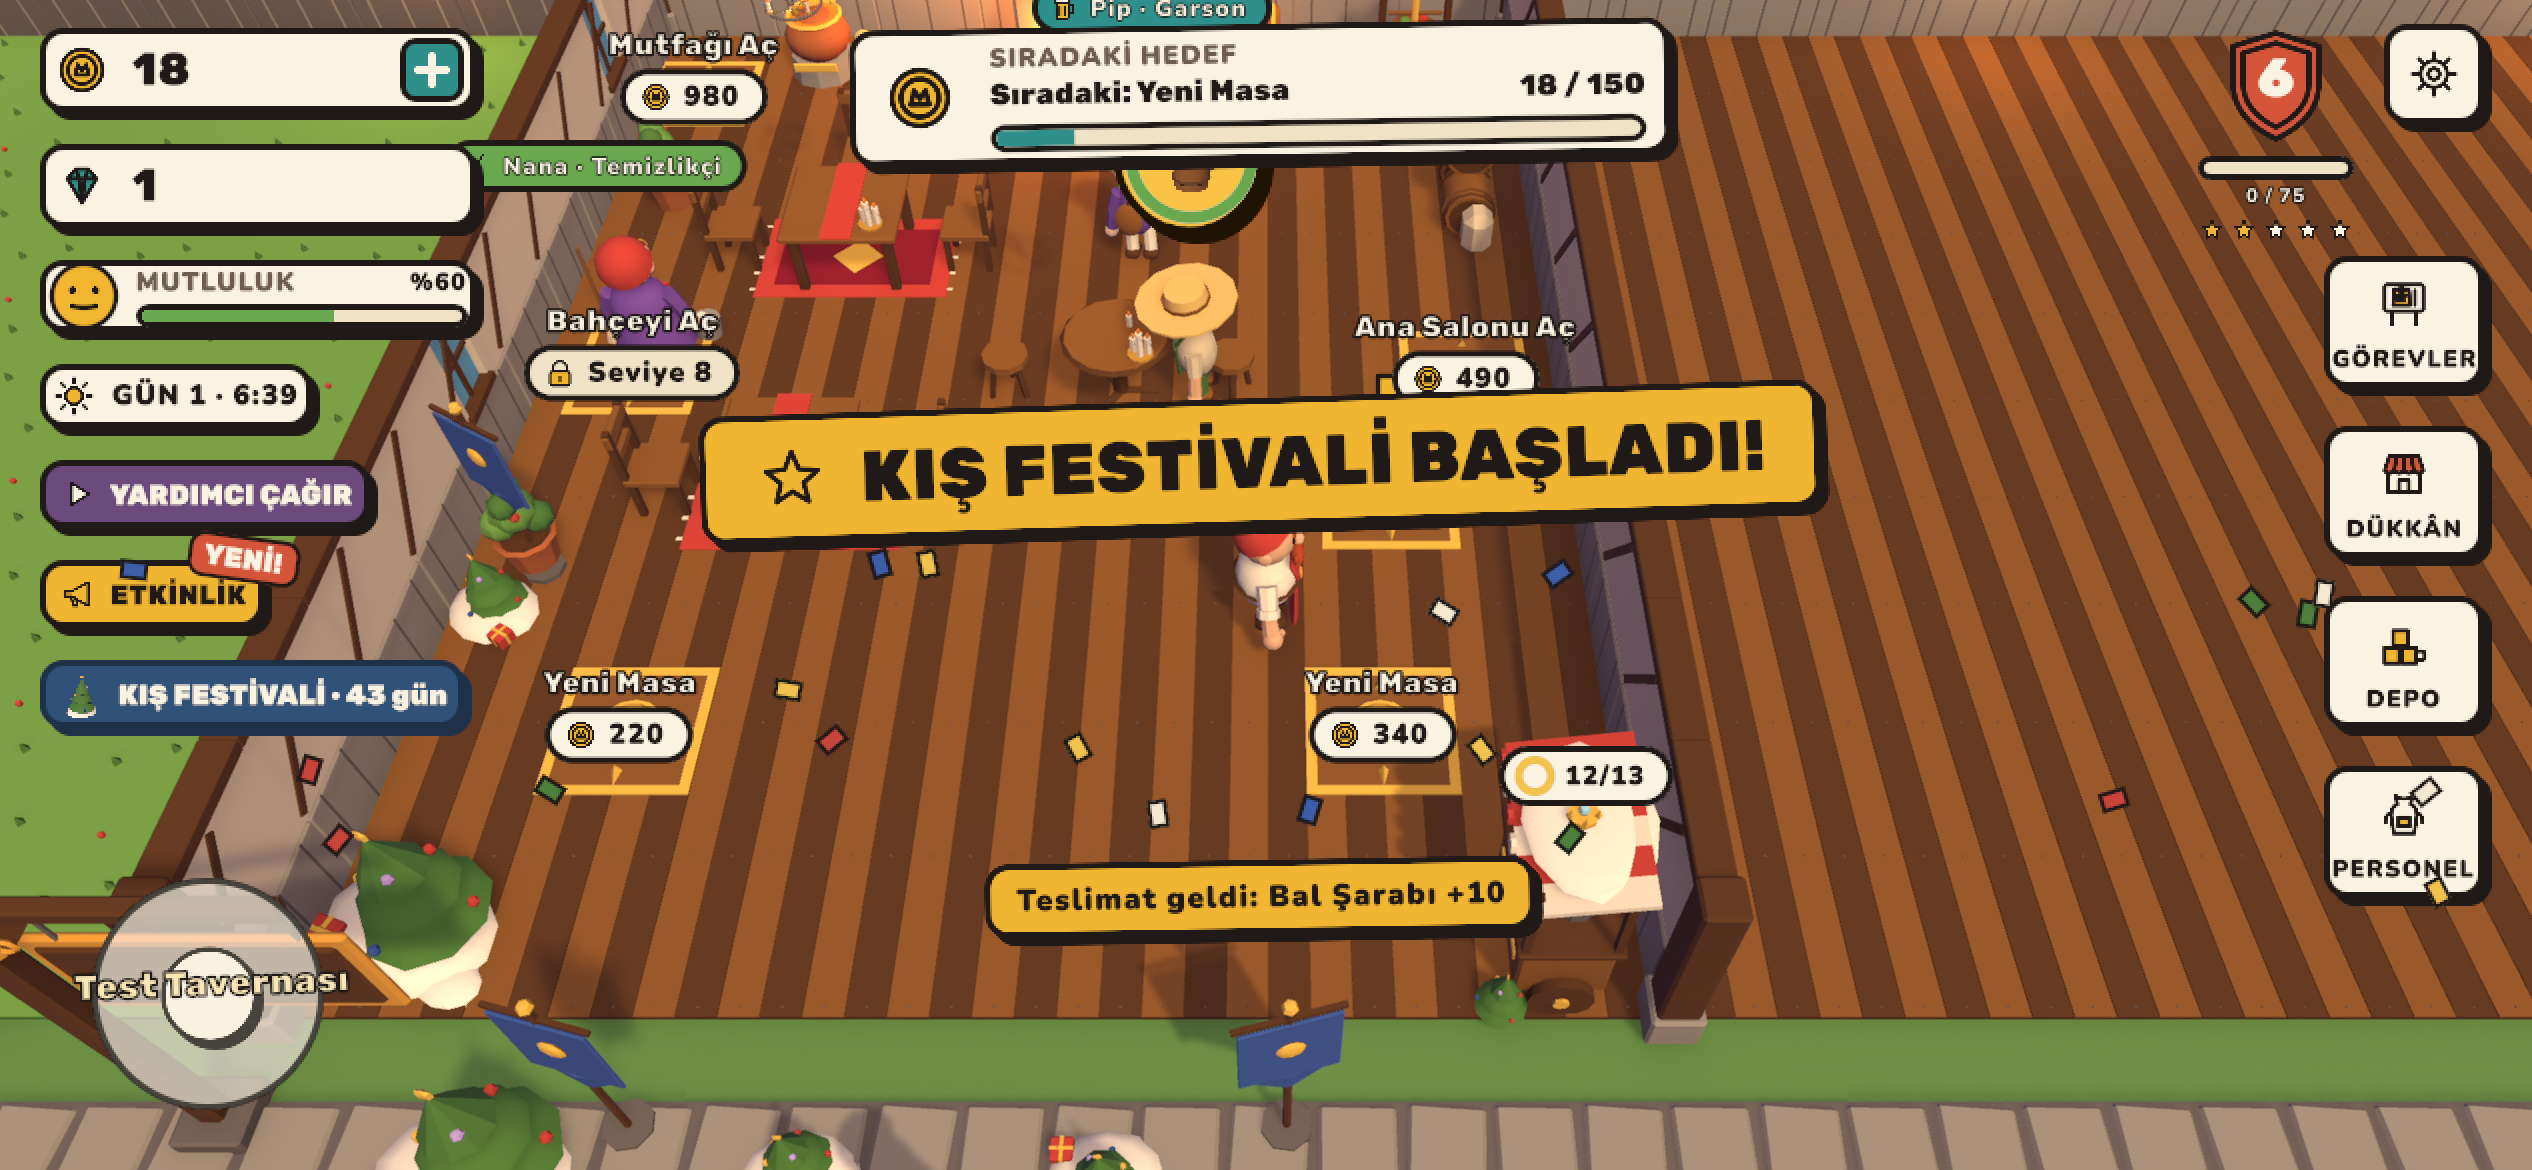 18
Mutfağı Aç
980
Pip · Garson
SIRADAKİ HEDEF
Sıradaki: Yeni Masa
18 / 150
6
0 / 75
1
Nana · Temizlikçi
MUTLULUK
%60
Bahçeyi Aç
Seviye 8
Ana Salonu Aç
490
GÜN 1 · 6:39
GÖREVLER
KIŞ FESTİVALİ BAŞLADI!
YARDIMCI ÇAĞIR
DÜKKÂN
YENİ!
ETKİNLİK
KIŞ FESTİVALİ · 43 gün
Yeni Masa
220
Yeni Masa
340
DEPO
12/13
PERSONEL
Teslimat geldi: Bal Şarabı +10
Test Tavernası